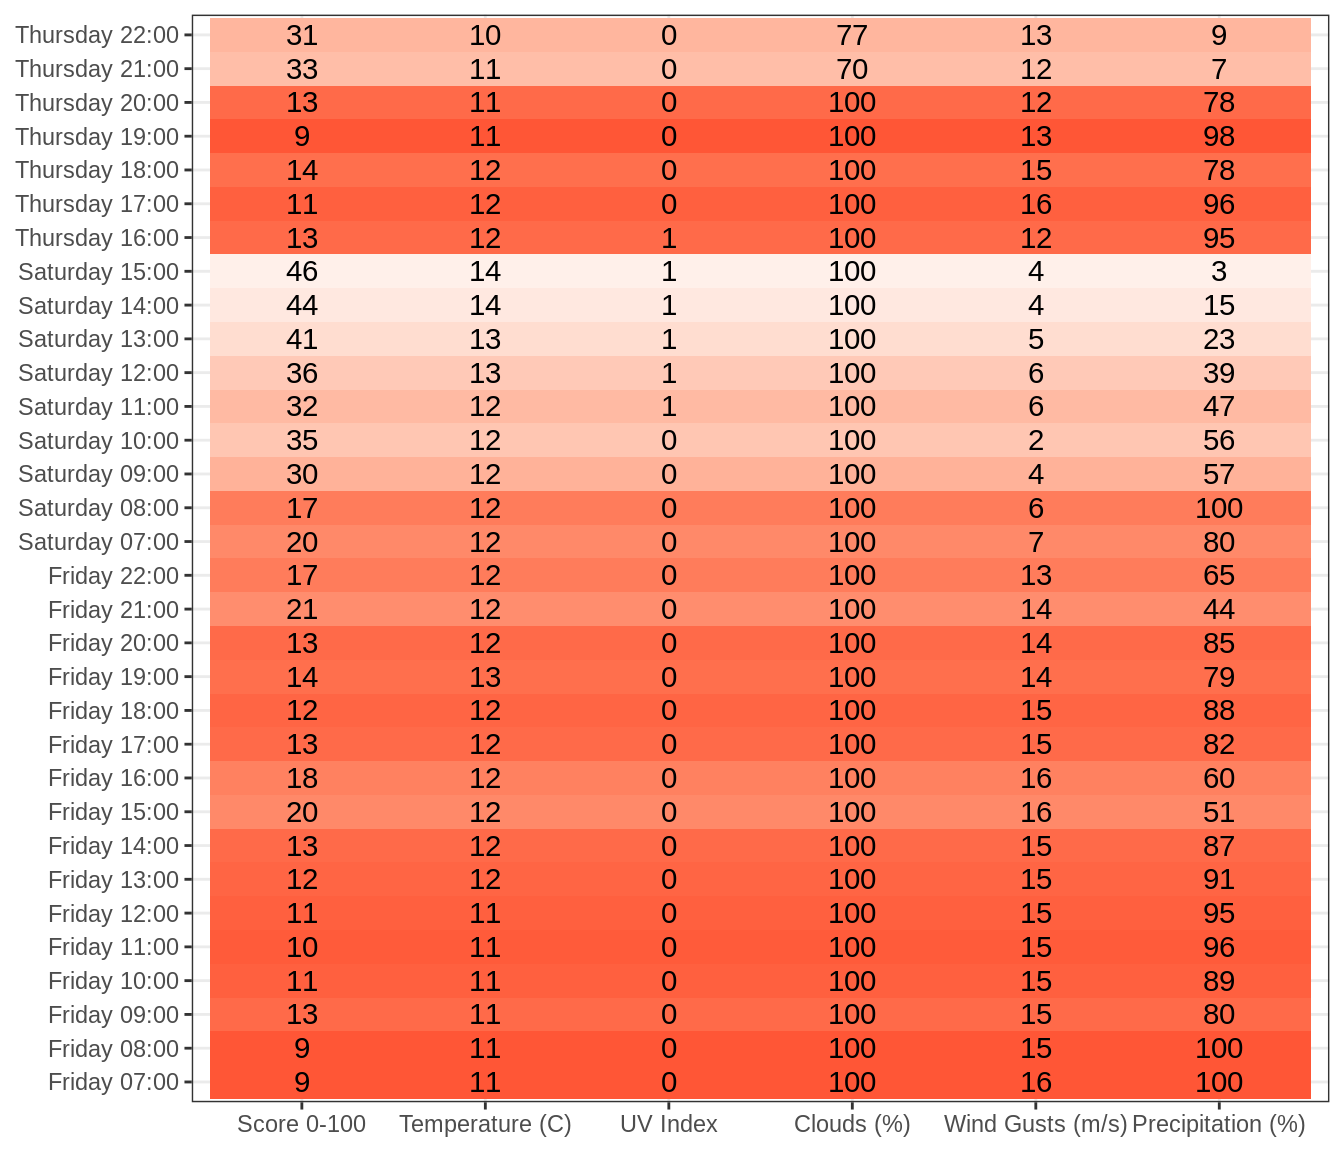 Thursday 22:00 31 10 0 77 13 9
Thursday 21:00 33 11 0 70 12 7
Thursday 20:00 13 11 0 100 12 78
Thursday 19:00 9 11 0 100 13 98
Thursday 18:00 14 12 0 100 15 78
Thursday 17:00 11 12 0 100 16 96
Thursday 16:00 13 12 1 100 12 95
Saturday 15:00 46 14 1 100 4 3
Saturday 14:00 44 14 1 100 4 15
Saturday 13:00 41 13 1 100 5 23
Saturday 12:00 36 13 1 100 6 39
Saturday 11:00 32 12 1 100 6 47
Saturday 10:00 35 12 0 100 2 56
Saturday 09:00 30 12 0 100 4 57
Saturday 08:00 17 12 0 100 6 100
Saturday 07:00 20 12 0 100 7 80
Friday 22:00 17 12 0 100 13 65
Friday 21:00 21 12 0 100 14 44
Friday 20:00 13 12 0 100 14 85
Friday 19:00 14 13 0 100 14 79
Friday 18:00 12 12 0 100 15 88
Friday 17:00 13 12 0 100 15 82
Friday 16:00 18 12 0 100 16 60
Friday 15:00 20 12 0 100 16 51
Friday 14:00 13 12 0 100 15 87
Friday 13:00 12 12 0 100 15 91
Friday 12:00 11 11 0 100 15 95
Friday 11:00 10 11 0 100 15 96
Friday 10:00 11 11 0 100 15 89
Friday 09:00 13 11 0 100 15 80
Friday 08:00 9 11 0 100 15 100
Friday 07:00 9 11 0 100 16 100
Score 0-100 Temperature (C) UV Index Clouds (%) Wind Gusts (m/s) Precipitation (%)